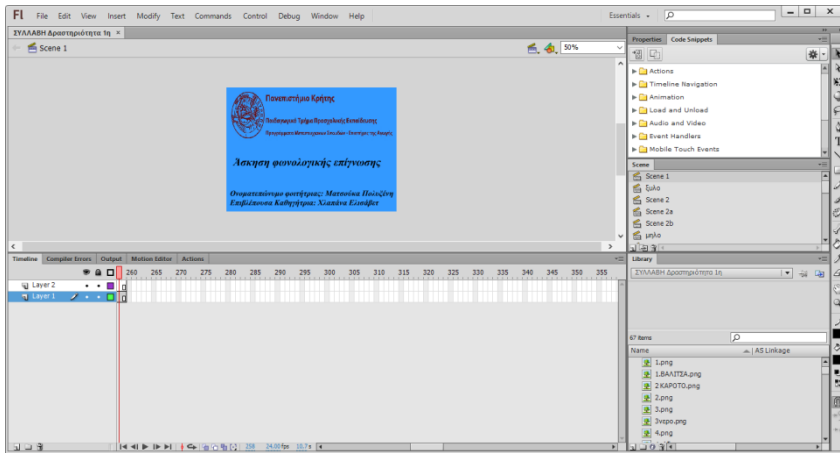 Fl File Edit View Insert Modify Text Commands Control Debug Window Help Essentials
ΣΥΛΛΑΒΗ Δραστηριότητα 1η ×
Scene 1 50%
Πανεπιστήμιο Κρήτης
Παιδαγωγικό Τμήμα Προσχολικής Εκπαίδευσης
Άσκηση φωνολογικής επίγνωσης
Ονοματεπώνυμο φοιτήτριας: Ματσούκα Πολυξένη
Επιβλέπουσα Καθηγήτρια: Χλαπάνα Ελισάβετ
Properties Code Snippets
Actions
Timeline Navigation
Animation
Load and Unload
Audio and Video
Event Handlers
Mobile Touch Events
Scene
Scene 1
ξυλο
Scene 2
Scene 2a
Scene 2b
μηλο
Timeline Compiler Errors Output Motion Editor Actions
260 265 270 275 280 285 290 295 300 305 310 315 320 325 330 335 340 345 350 355
Layer 2
Layer 1
258 24,00 fps 10,7 s
Library
ΣΥΛΛΑΒΗ Δραστηριότητα 1η
67 items
Name AS Linkage
1.png
1.ΒΑΛΙΤΣΑ.png
2 ΚΑΡΟΤΟ.png
2.png
3.png
3νερο.png
4.png